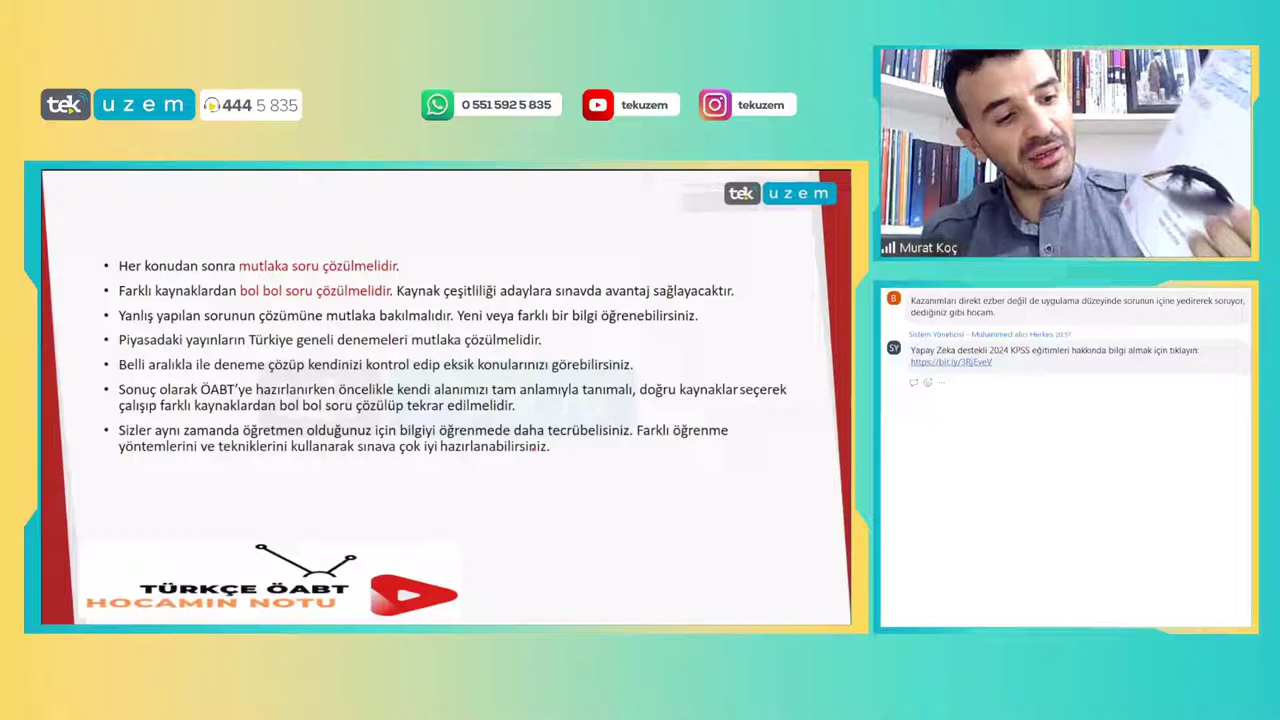 tek uzem 444 5 835
0 551 592 5 835
tekuzem
tekuzem
tek uzem
• Her konudan sonra mutlaka soru çözülmelidir.
• Farklı kaynaklardan bol bol soru çözülmelidir. Kaynak çeşitliliği adaylara sınavda avantaj sağlayacaktır.
• Yanlış yapılan sorunun çözümüne mutlaka bakılmalıdır. Yeni veya farklı bir bilgi öğrenebilirsiniz.
• Piyasadaki yayınların Türkiye geneli denemeleri mutlaka çözülmelidir.
• Belli aralıkla ile deneme çözüp kendinizi kontrol edip eksik konularınızı görebilirsiniz.
• Sonuç olarak ÖABT'ye hazırlanırken öncelikle kendi alanımızı tam anlamıyla tanımalı, doğru kaynaklar seçerek
çalışıp farklı kaynaklardan bol bol soru çözülüp tekrar edilmelidir.
• Sizler aynı zamanda öğretmen olduğunuz için bilgiyi öğrenmede daha tecrübelisiniz. Farklı öğrenme
yöntemlerini ve tekniklerini kullanarak sınava çok iyi hazırlanabilirsiniz.
TÜRKÇE ÖABT
HOCAMIN NOTU
Murat Koç
B
Kazanımları direkt ezber değil de uygulama düzeyinde sorunun içine yedirerek soruyor,
dediğiniz gibi hocam.
Sistem Yöneticisi - Muhammed alıcı Herkes 20:57
SY
Yapay Zeka destekli 2024 KPSS eğitimleri hakkında bilgi almak için tıklayın:
https://bit.ly/3RjEveV